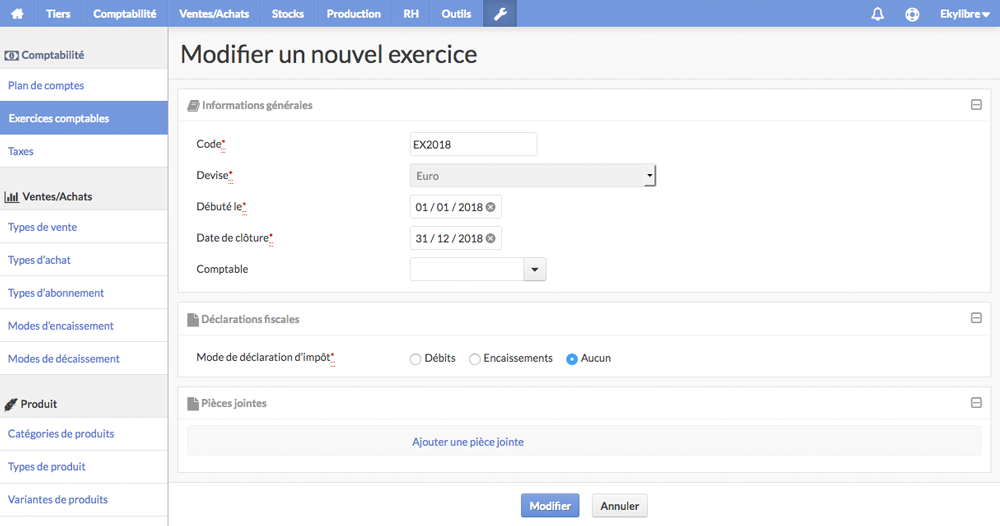 Tiers Comptabilité Ventes/Achats Stocks Production RH Outils Ekylibre
Comptabilité
Plan de comptes
Exercices comptables
Taxes
Ventes/Achats
Types de vente
Types d'achat
Types d'abonnement
Modes d'encaissement
Modes de décaissement
Produit
Catégories de produits
Types de produit
Variantes de produits
Modifier un nouvel exercice
Informations générales
Code* EX2018
Devise* Euro
Débuté le* 01 / 01 / 2018
Date de clôture* 31 / 12 / 2018
Comptable
Déclarations fiscales
Mode de déclaration d'impôt* Débits Encaissements Aucun
Pièces jointes
Ajouter une pièce jointe
Modifier Annuler